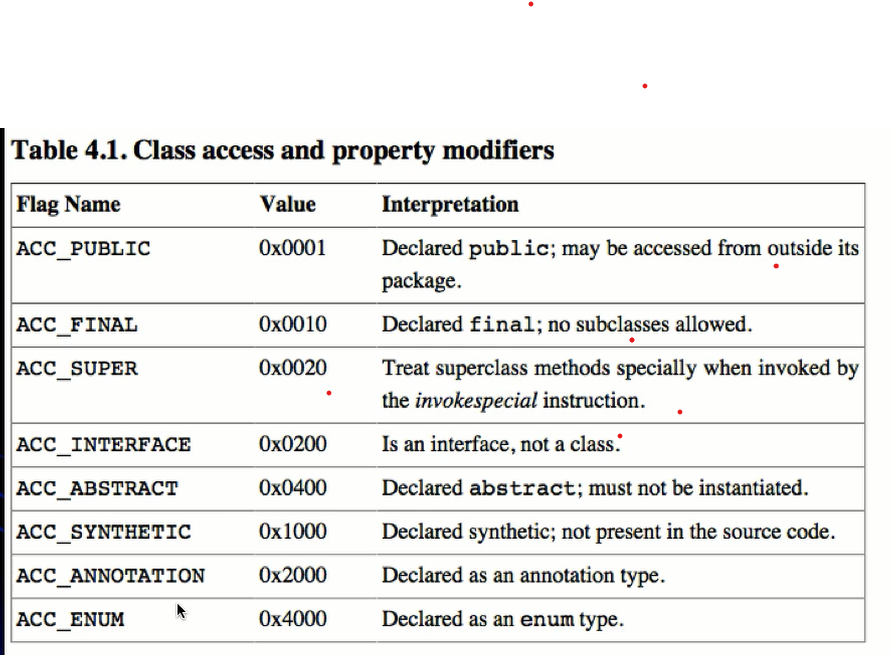 Table 4.1. Class access and property modifiers
Flag Name Value Interpretation
ACC_PUBLIC 0x0001 Declared public; may be accessed from outside its
package.
ACC_FINAL 0x0010 Declared final; no subclasses allowed.
ACC_SUPER 0x0020 Treat superclass methods specially when invoked by
the invokespecial instruction.
ACC_INTERFACE 0x0200 Is an interface, not a class.
ACC_ABSTRACT 0x0400 Declared abstract; must not be instantiated.
ACC_SYNTHETIC 0x1000 Declared synthetic; not present in the source code.
ACC_ANNOTATION 0x2000 Declared as an annotation type.
ACC_ENUM 0x4000 Declared as an enum type.